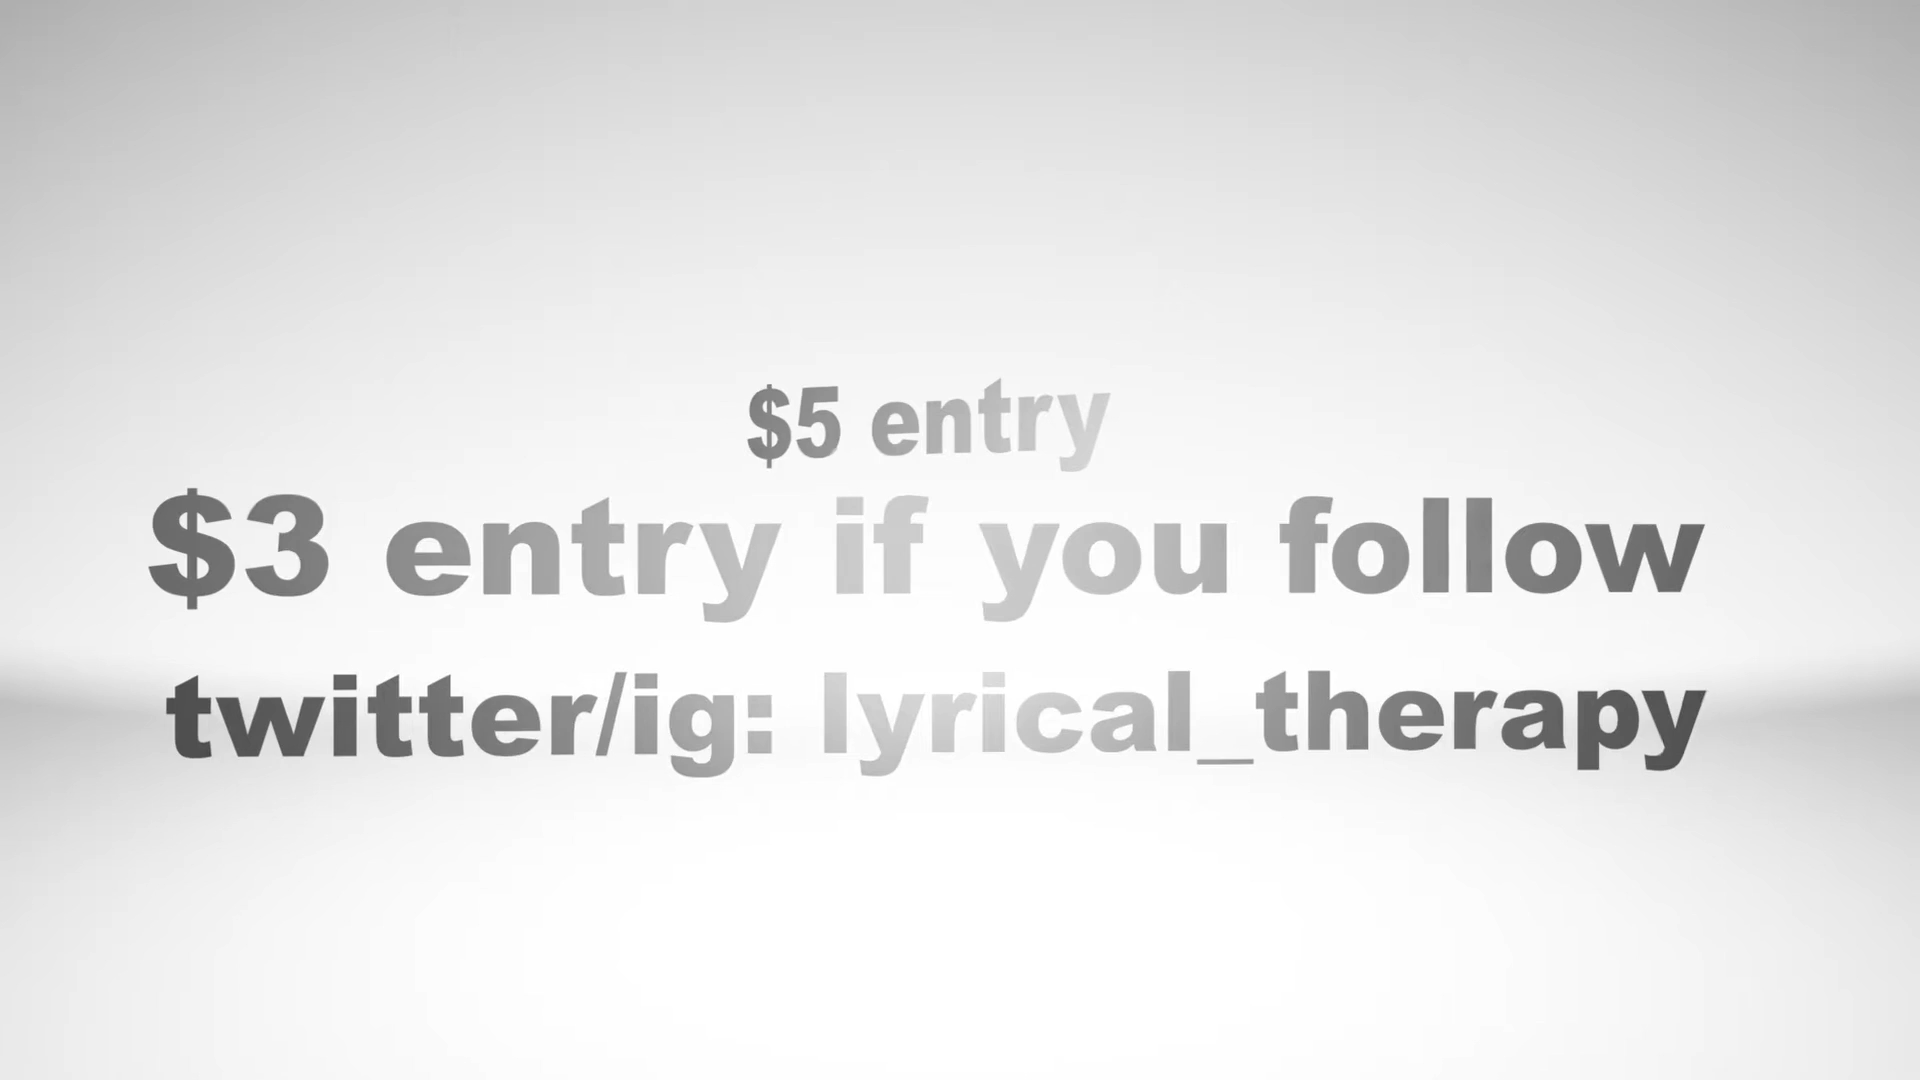 $5 entry
$3 entry if you follow
twitter/ig: lyrical_therapy